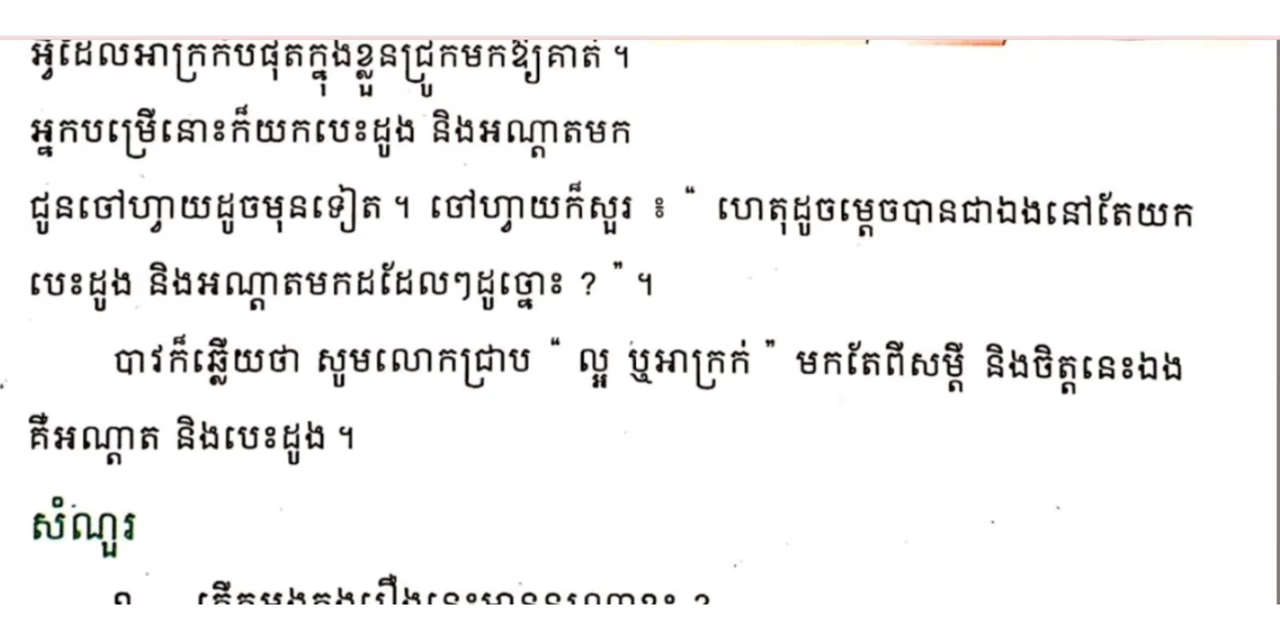 អ្វីដែលអាក្រក់បំផុតក្នុងខ្លួនជ្រូកមកឱ្យគាត់ ។
អ្នកបម្រើនោះក៏យកបេះដូង និងអណ្តាតមក
ជូនចៅហ្វាយដូចមុនទៀត ។ ចៅហ្វាយក៏សួរ ៖ “ ហេតុដូចម្តេចបានជាឯងនៅតែយក
បេះដូង និងអណ្តាតមកដដែលៗដូច្នោះ ? ” ។
បាវក៏ឆ្លើយថា សូមលោកជ្រាប “ ល្អ ឬអាក្រក់ ” មកតែពីសម្តី និងចិត្តនេះឯង
គឺអណ្តាត និងបេះដូង ។
សំណួរ